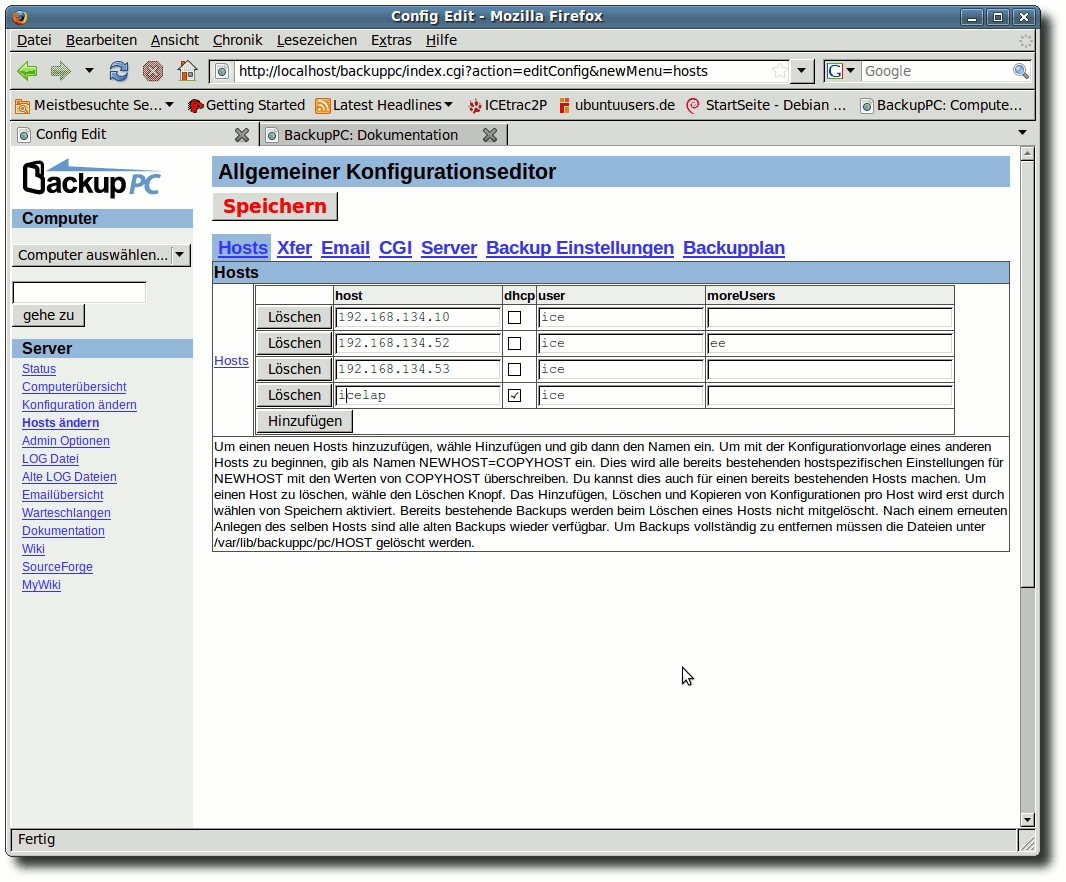 Config Edit - Mozilla Firefox
Datei Bearbeiten Ansicht Chronik Lesezeichen Extras Hilfe
http://localhost/backuppc/index.cgi?action=editConfig&newMenu=hosts
G Google
Meistbesuchte Se... Getting Started Latest Headlines ICEtrac2P ubuntuusers.de StartSeite - Debian ... BackupPC: Compute...
Config Edit BackupPC: Dokumentation
BackupPC
Computer
Computer auswählen...
gehe zu
Server
Status
Computerübersicht
Konfiguration ändern
Hosts ändern
Admin Optionen
LOG Datei
Alte LOG Dateien
Emailübersicht
Warteschlangen
Dokumentation
Wiki
SourceForge
MyWiki
Allgemeiner Konfigurationseditor
Speichern
Hosts Xfer Email CGI Server Backup Einstellungen Backupplan
Hosts
host dhcp user moreUsers
Löschen 192.168.134.10 ice
Löschen 192.168.134.52 ice ee
Hosts
Löschen 192.168.134.53 ice
Löschen icelap ice
Hinzufügen
Um einen neuen Hosts hinzuzufügen, wähle Hinzufügen und gib dann den Namen ein. Um mit der Konfigurationvorlage eines anderen
Hosts zu beginnen, gib als Namen NEWHOST=COPYHOST ein. Dies wird alle bereits bestehenden hostspezifischen Einstellungen für
NEWHOST mit den Werten von COPYHOST überschreiben. Du kannst dies auch für einen bereits bestehenden Hosts machen. Um
einen Host zu löschen, wähle den Löschen Knopf. Das Hinzufügen, Löschen und Kopieren von Konfigurationen pro Host wird erst durch
wählen von Speichern aktiviert. Bereits bestehende Backups werden beim Löschen eines Hosts nicht mitgelöscht. Nach einem erneuten
Anlegen des selben Hosts sind alle alten Backups wieder verfügbar. Um Backups vollständig zu entfernen müssen die Dateien unter
/var/lib/backuppc/pc/HOST gelöscht werden.
Fertig